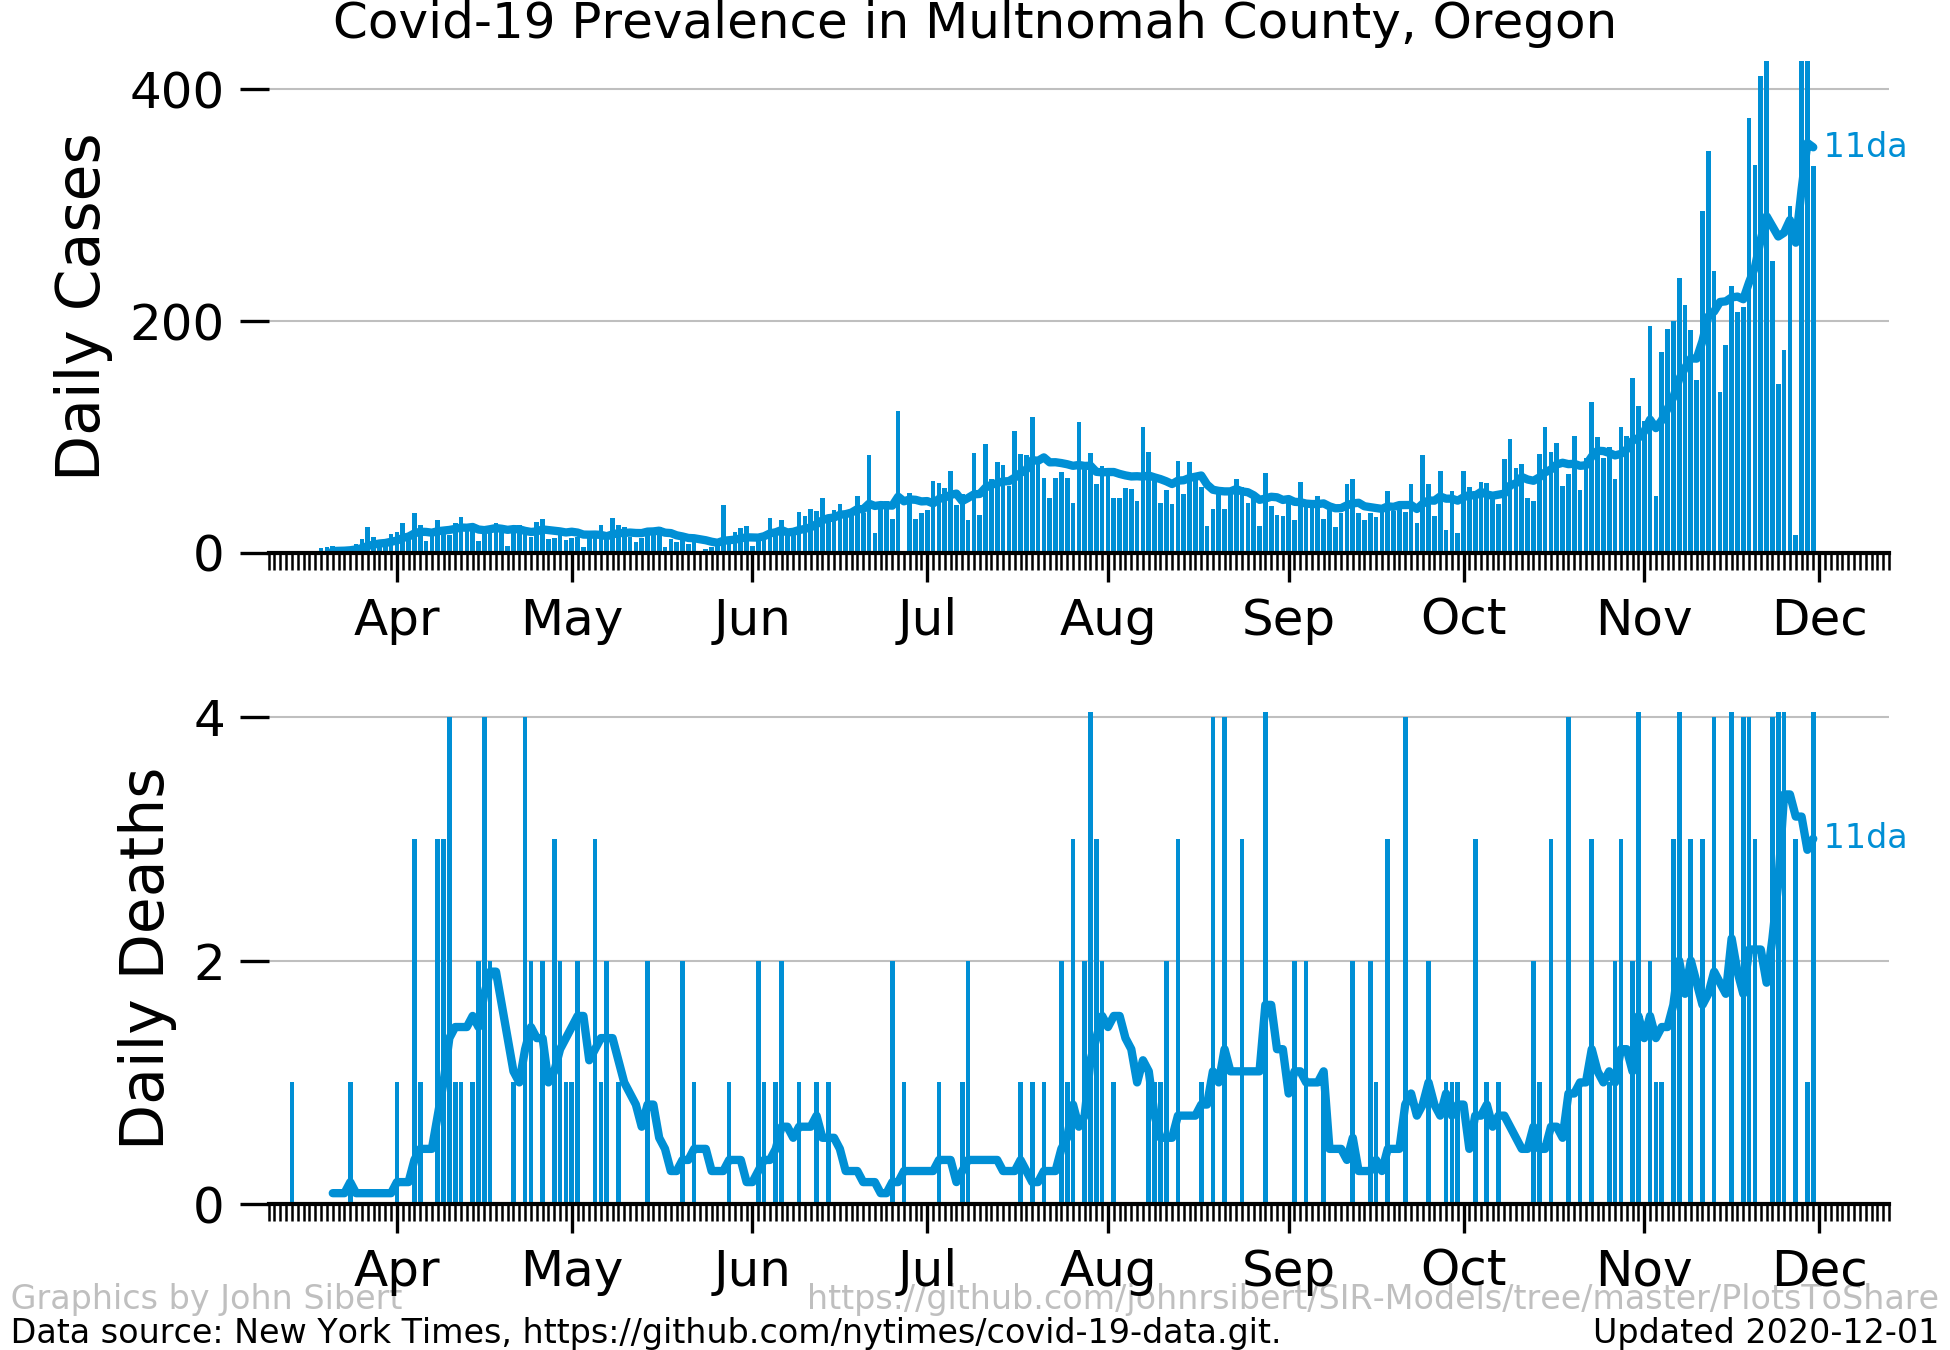 Covid-19 Prevalence in Multnomah County, Oregon
Daily Cases
400
200
0
11da
Apr May Jun Jul Aug Sep Oct Nov Dec
Daily Deaths
4
2
0
11da
Apr May Jun Jul Aug Sep Oct Nov Dec
Graphics by John Sibert https://github.com/johnrsibert/SIR-Models/tree/master/PlotsToShare
Data source: New York Times, https://github.com/nytimes/covid-19-data.git. Updated 2020-12-01